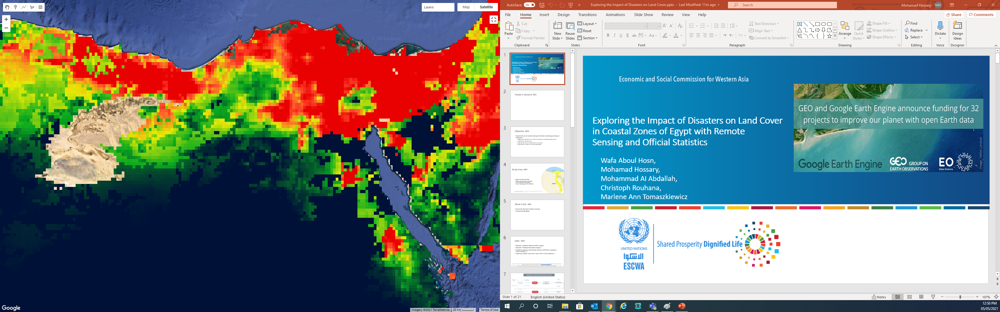 Layers
Map
Satellite
+
−
© 2021 Google
Google
Imagery ©2021 TerraMetrics
20 km
Terms of Use
AutoSave
On
Exploring the Impact of Disasters on Land Cover.pptx - Last Modified: 11m ago
Search
Mohamad Hossary
MH
File
Home
Insert
Design
Transitions
Animations
Slide Show
Review
View
Help
Share
Comments
Paste
Cut
Copy
Format Painter
Clipboard
New
Slide
Reuse
Slides
Layout
Reset
Section
Slides
B
I
U
S
ab
AV
Aa
A
Font
Text Direction
Align Text
Convert to SmartArt
Paragraph
Arrange
Quick
Styles
Shape Fill
Shape Outline
Shape Effects
Drawing
Find
Replace
Select
Editing
Dictate
Voice
Design
Ideas
Designer
1
2
Floods in General -MA
3
Objective -MH
4
Study Area -MH
5
What is GEE -MA
6
Data - MH
7
Economic and Social Commission for Western Asia
Exploring the Impact of Disasters on Land Cover
in Coastal Zones of Egypt with Remote
Sensing and Official Statistics
Wafa Aboul Hosn,
Mohamad Hossary,
Mohammad Al Abdallah,
Christoph Rouhana,
Marlene Ann Tomaszkiewicz
GEO and Google Earth Engine announce funding for 32
projects to improve our planet with open Earth data
Google Earth Engine
GEO GROUP ON
EARTH OBSERVATIONS
EO
Data Science
Image - NASA Landsat
UNITED NATIONS
الاسكوا
ESCWA
Shared Prosperity Dignified Life
Slide 1 of 21
English (United States)
Notes
107%
12:50 PM
05/05/2021